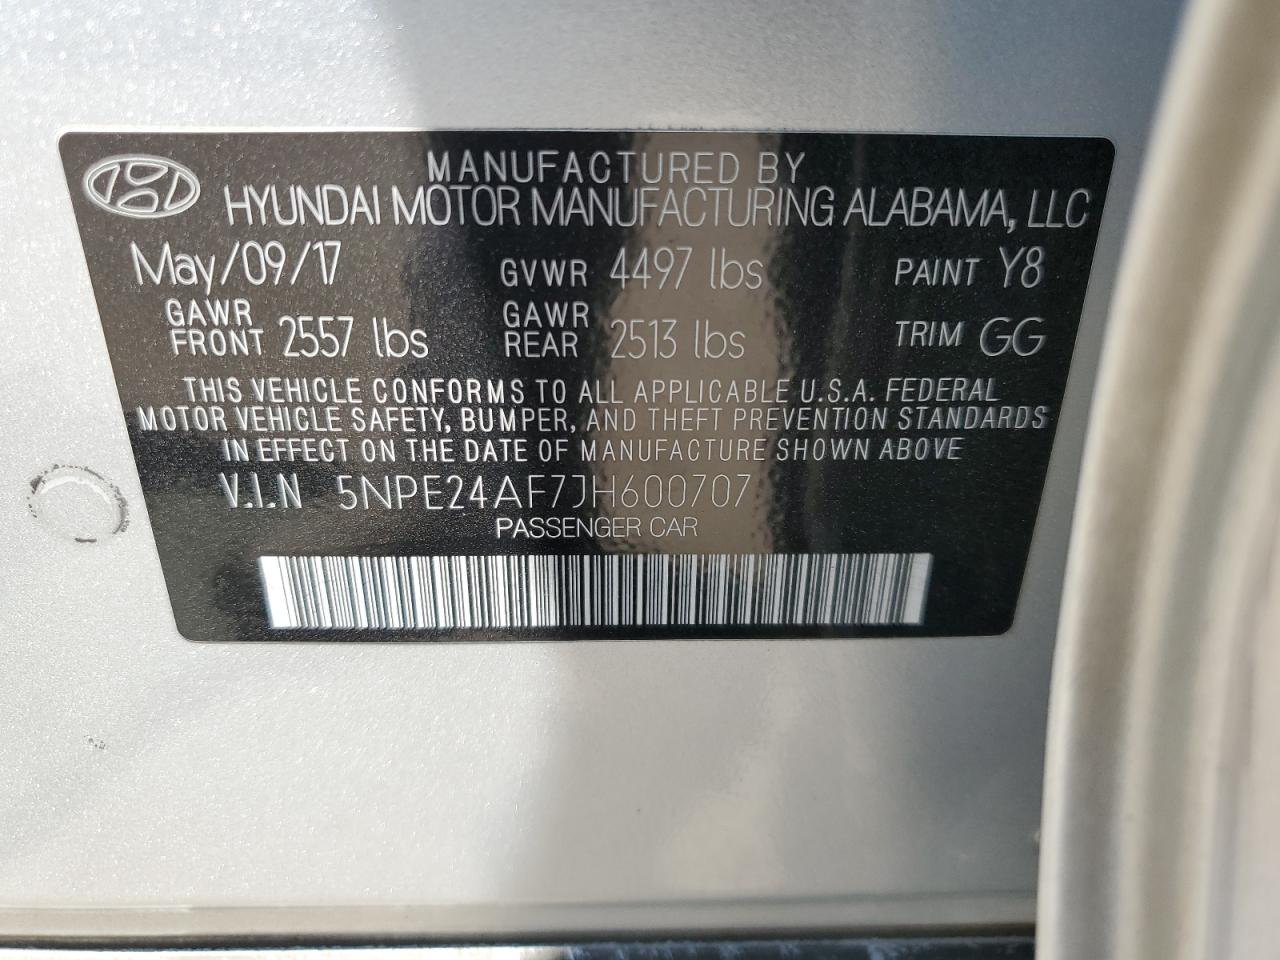 MANUFACTURED BY
HYUNDAI MOTOR MANUFACTURING ALABAMA, LLC
May/09/17 GVWR 4497 lbs PAINT Y8
GAWR FRONT 2557 lbs GAWR REAR 2513 lbs TRIM GG
THIS VEHICLE CONFORMS TO ALL APPLICABLE U.S.A. FEDERAL
MOTOR VEHICLE SAFETY, BUMPER, AND THEFT PREVENTION STANDARDS
IN EFFECT ON THE DATE OF MANUFACTURE SHOWN ABOVE
V.I.N 5NPE24AF7JH600707
PASSENGER CAR